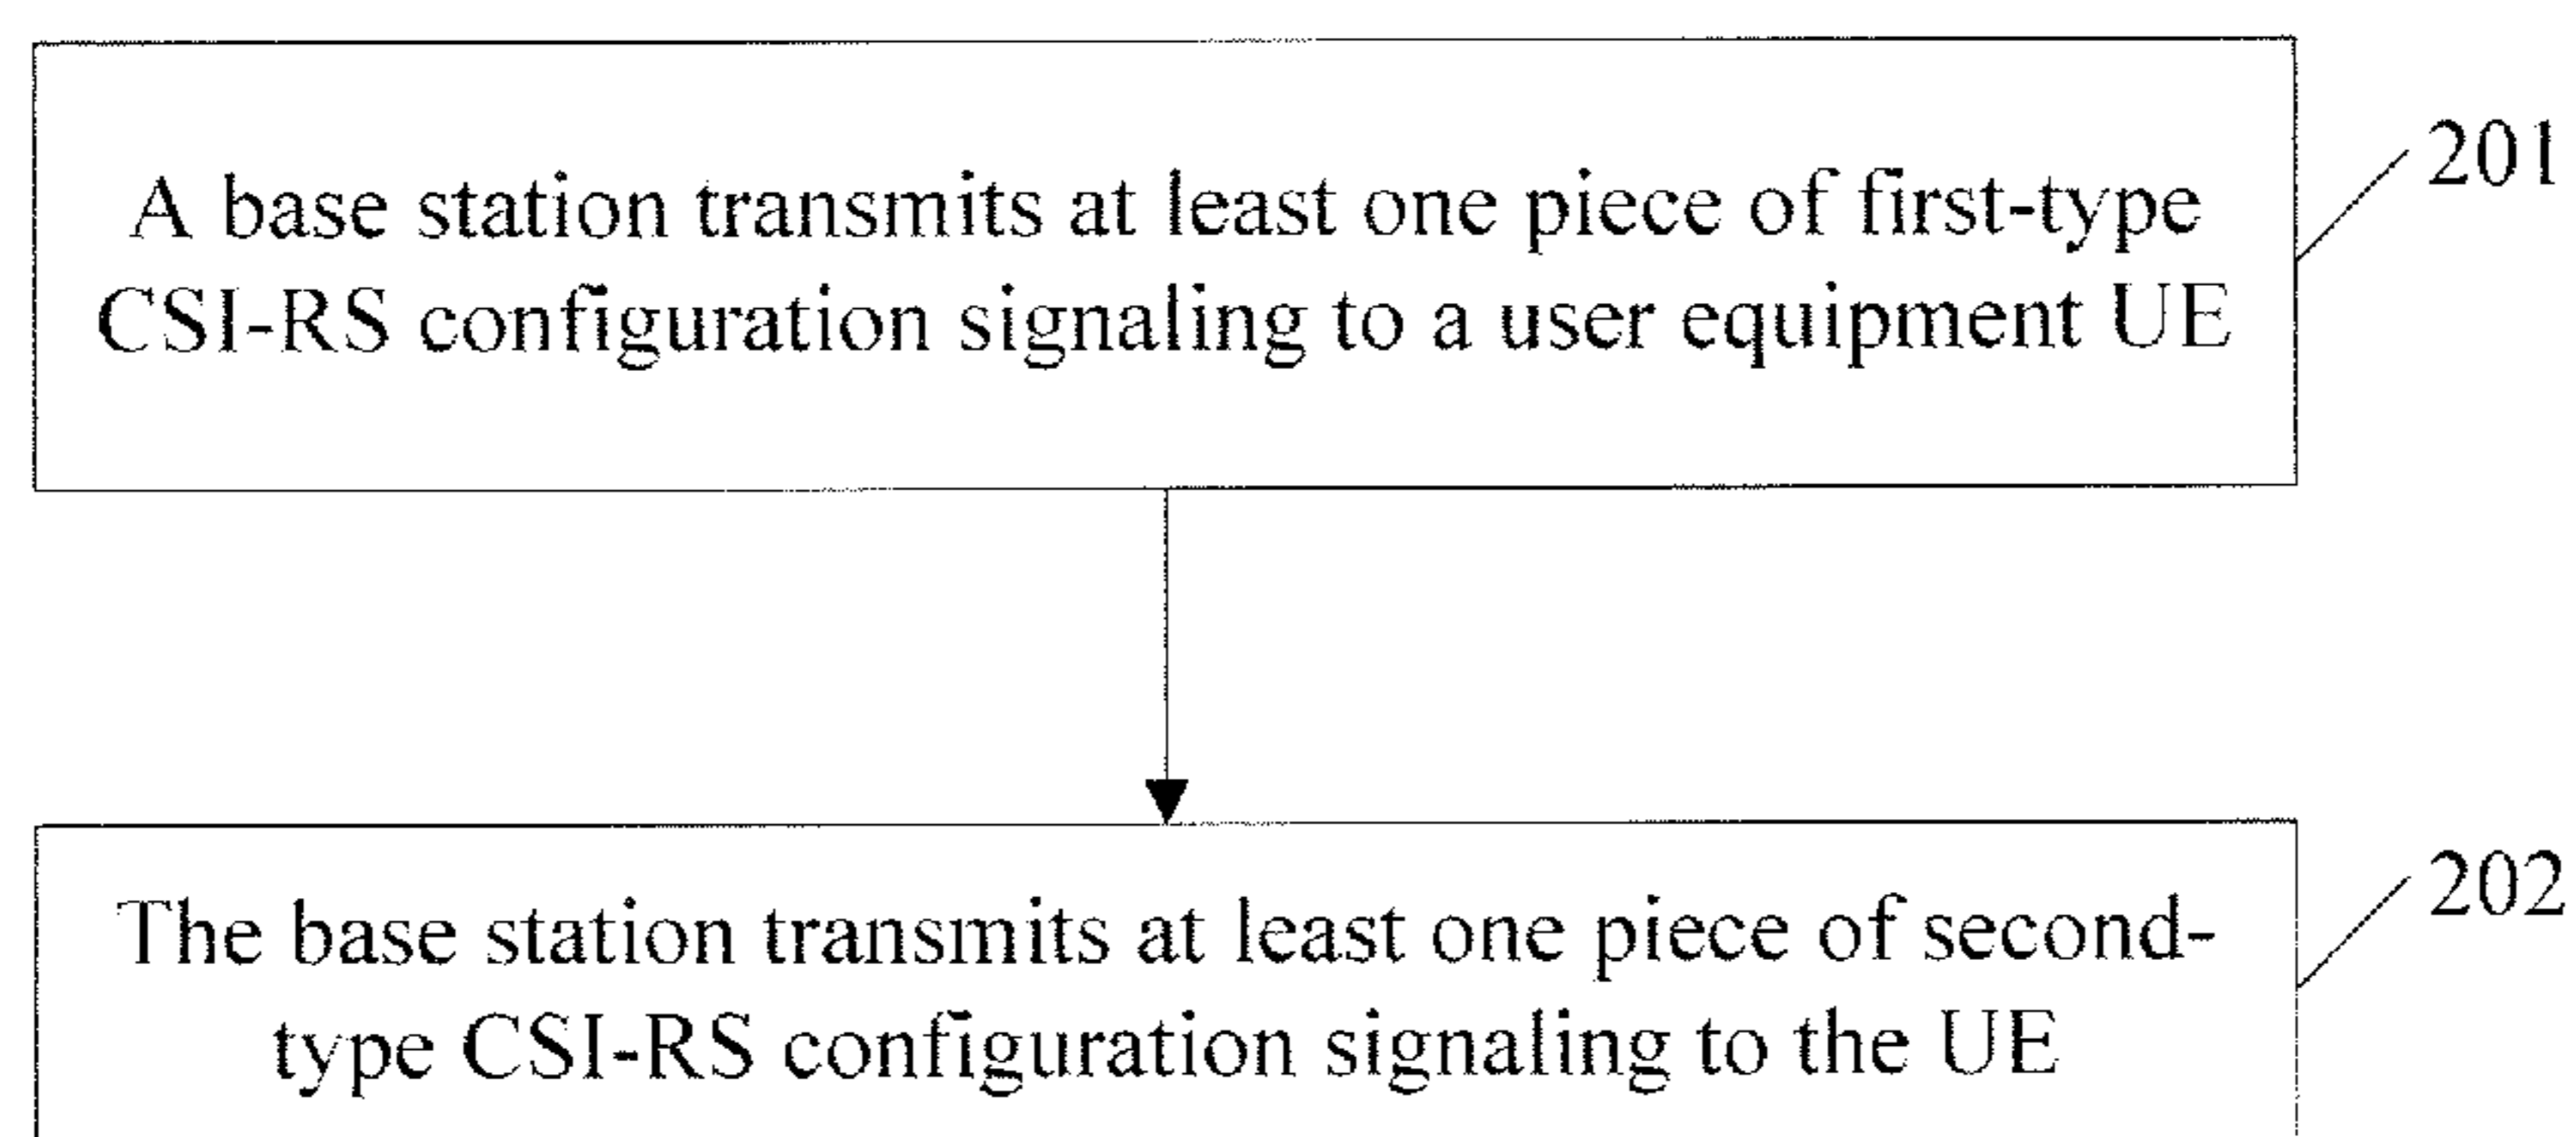 A base station transmits at least one piece of first-type
CSI-RS configuration signaling to a user equipment UE
201
The base station transmits at least one piece of second-
type CSI-RS configuration signaling to the UE
202